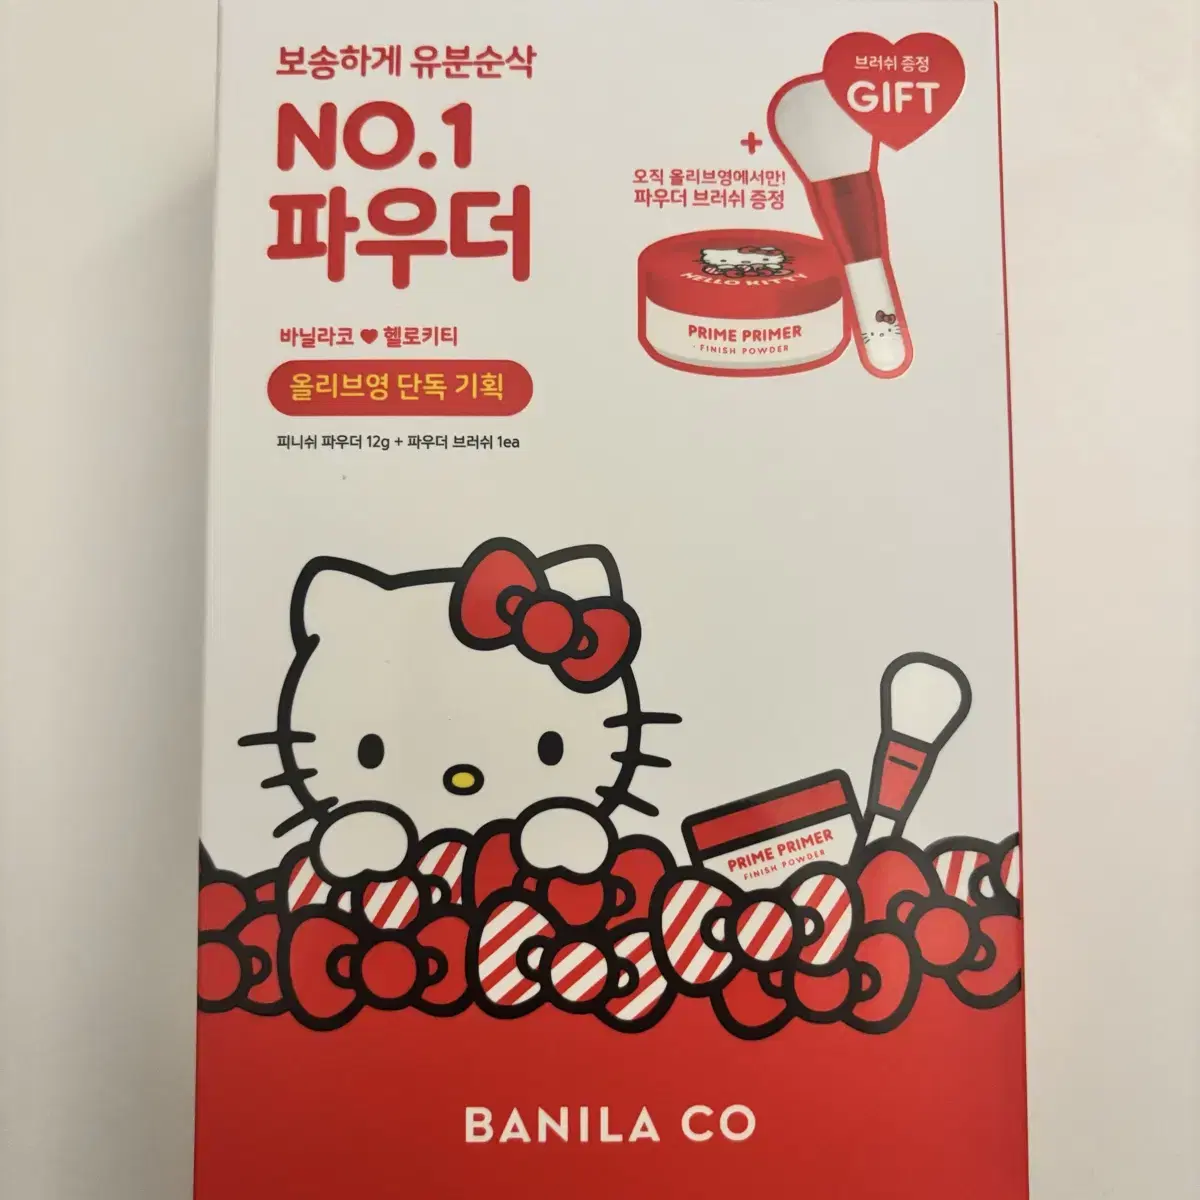 보송하게 유분순삭
NO.1
파우더
바닐라코 ♥ 헬로키티
올리브영 단독 기획
피니쉬 파우더 12g + 파우더 브러쉬 1ea
브러쉬 증정
GIFT
+
오직 올리브영에서만!
파우더 브러쉬 증정
HELLO KITTY
PRIME PRIMER
· FINISH POWDER ·
PRIME PRIMER
FINISH POWDER
BANILA CO